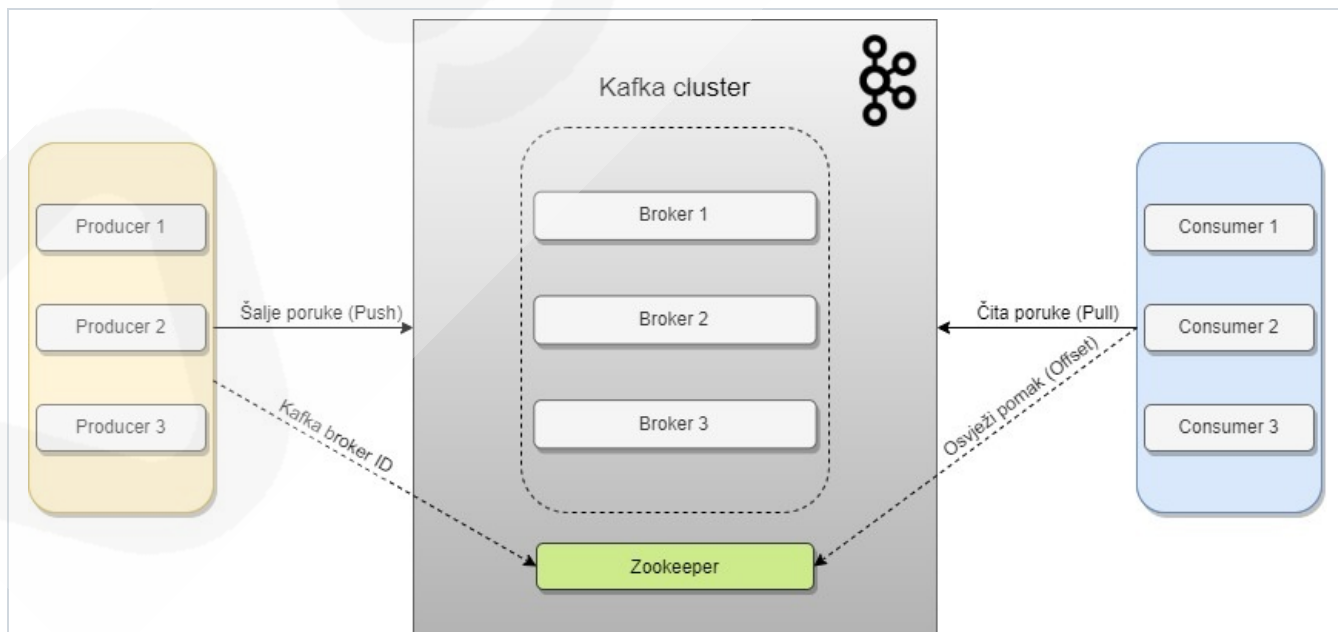 Kafka cluster
Producer 1
Producer 2
Producer 3
Šalje poruke (Push)
Kafka broker ID
Broker 1
Broker 2
Broker 3
Zookeeper
Čita poruke (Pull)
Osvježi pomak (Offset)
Consumer 1
Consumer 2
Consumer 3